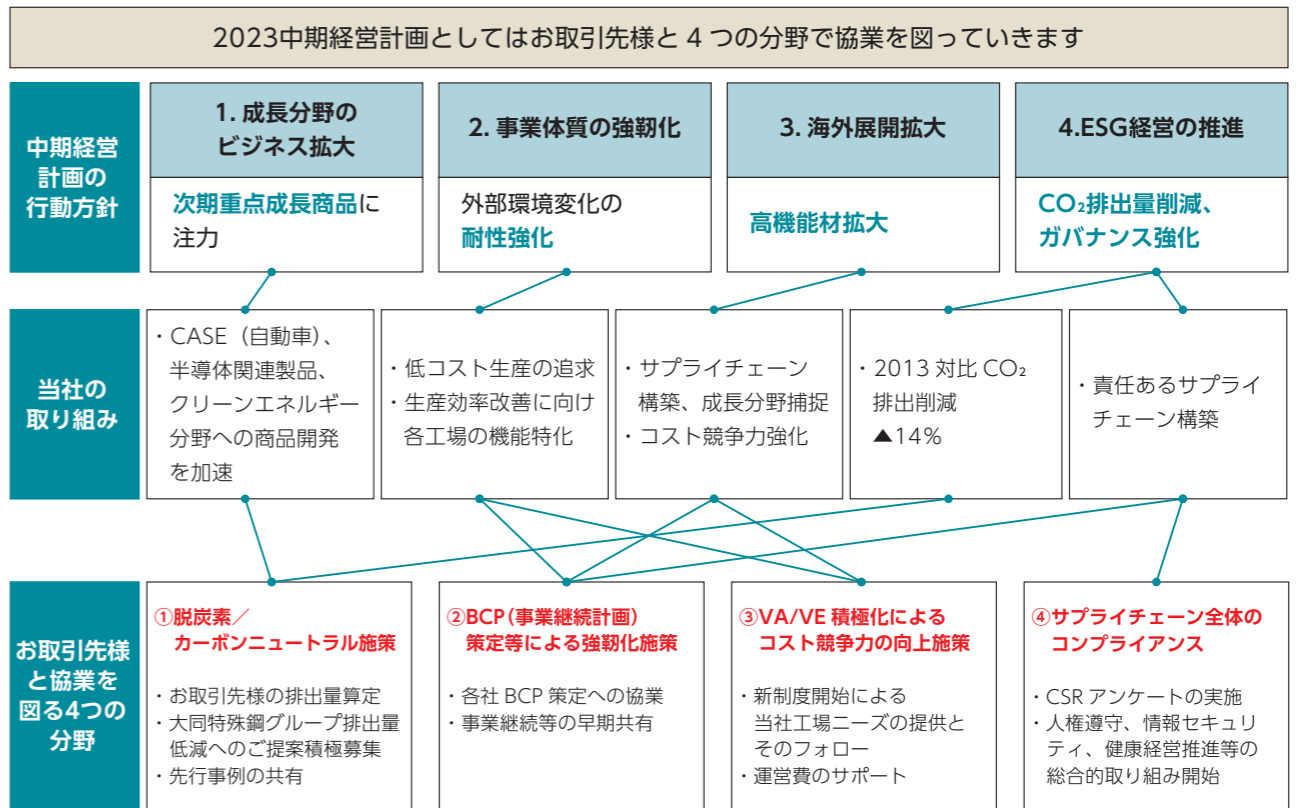 2023中期経営計画としてはお取引先様と 4 つの分野で協業を図っていきます
中期経営
計画の
行動方針
1. 成長分野の
ビジネス拡大
次期重点成長商品に
注力
2. 事業体質の強靭化
外部環境変化の
耐性強化
3. 海外展開拡大
高機能材拡大
4.ESG経営の推進
CO₂排出量削減、
ガバナンス強化
当社の
取り組み
・CASE（自動車）、
半導体関連製品、
クリーンエネルギー
分野への商品開発
を加速
・低コスト生産の追求
・生産効率改善に向け
各工場の機能特化
・サプライチェーン
構築、成長分野捕捉
・コスト競争力強化
・2013 対比 CO₂
排出削減
▲14%
・責任あるサプライ
チェーン構築
お取引先様
と協業を
図る4つの
分野
①脱炭素／
カーボンニュートラル施策
・お取引先様の排出量算定
・大同特殊鋼グループ排出量
低減へのご提案積極募集
・先行事例の共有
②BCP（事業継続計画）
策定等による強靭化施策
・各社 BCP 策定への協業
・事業継続等の早期共有
③VA/VE 積極化による
コスト競争力の向上施策
・新制度開始による
当社工場ニーズの提供と
そのフォロー
・運営費のサポート
④サプライチェーン全体の
コンプライアンス
・CSR アンケートの実施
・人権遵守、情報セキュリ
ティ、健康経営推進等の
総合的取り組み開始